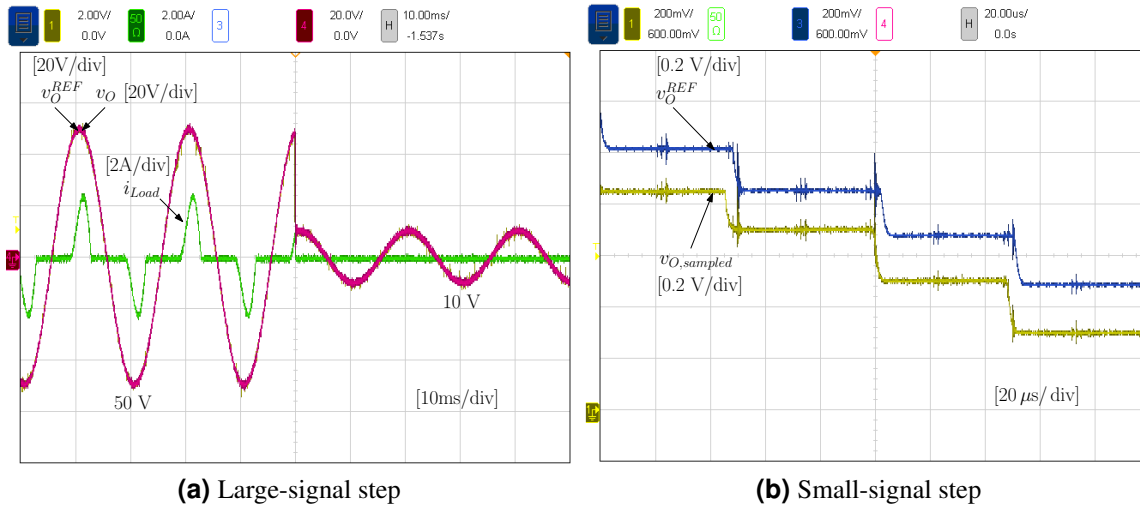 1 2.00V/ 0.0V 50 Ω 2.00A/ 0.0A 3 4 20.0V/ 0.0V H 10.00ms/ -1.537s
[20V/div]
v_O^{REF} v_O [20V/div]
[2A/div]
i_{Load}
10 V
50 V
[10ms/div]
(a) Large-signal step
1 200mV/ 600.00mV 50 Ω 3 200mV/ 600.00mV 4 H 20.00us/ 0.0s
[0.2 V/div]
v_O^{REF}
v_{O,sampled}
[0.2 V/div]
[20 μs/ div]
(b) Small-signal step